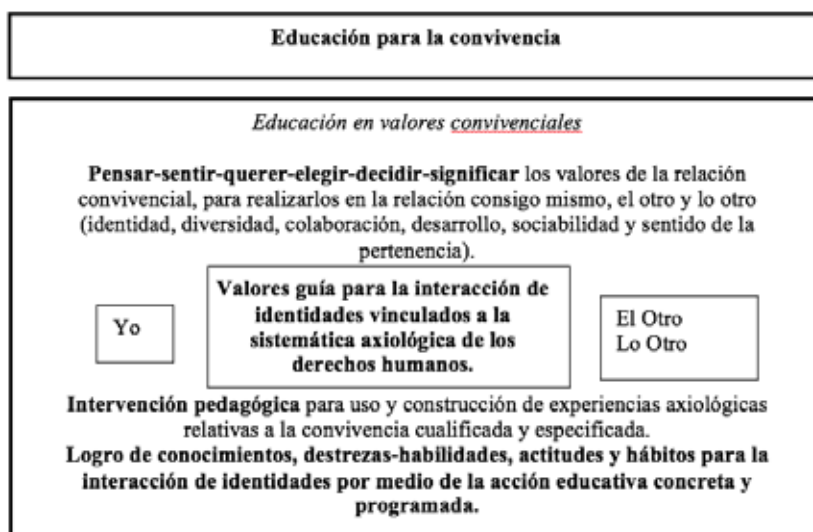 Educación para la convivencia
Educación en valores convivenciales
Pensar-sentir-querer-elegir-decidir-significar los valores de la relación
convivencial, para realizarlos en la relación consigo mismo, el otro y lo otro
(identidad, diversidad, colaboración, desarrollo, sociabilidad y sentido de la
pertenencia).
Yo
Valores guía para la interacción de
identidades vinculados a la
sistemática axiológica de los
derechos humanos.
El Otro
Lo Otro
Intervención pedagógica para uso y construcción de experiencias axiológicas
relativas a la convivencia cualificada y especificada.
Logro de conocimientos, destrezas-habilidades, actitudes y hábitos para la
interacción de identidades por medio de la acción educativa concreta y
programada.